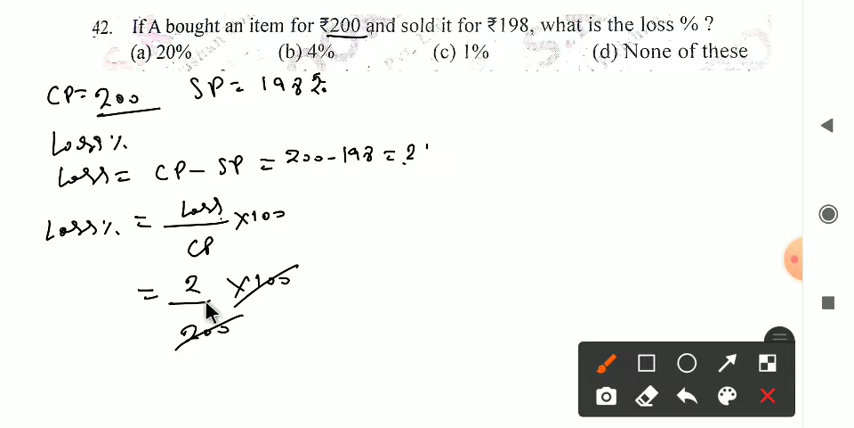 42. If A bought an item for ₹200 and sold it for ₹198, what is the loss % ?
(a) 20% (b) 4% (c) 1% (d) None of these
CP = 200 SP = 198
Loss%
Loss = CP - SP = 200 - 198 = 2
Loss% = Loss/CP × 100
= 2/200 × 100